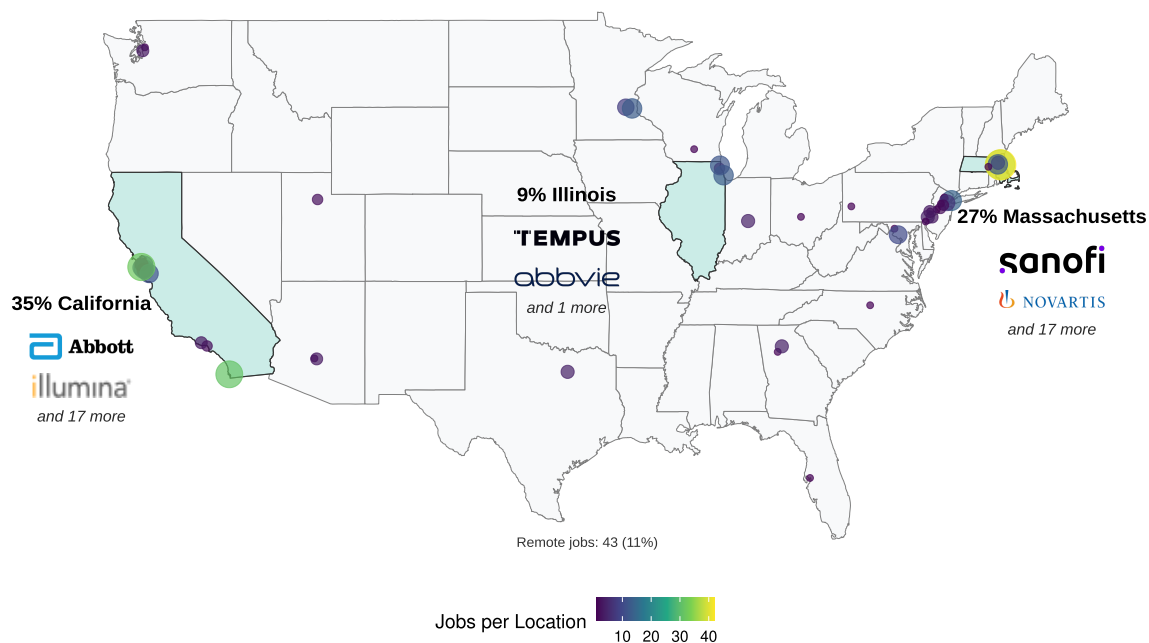 9% Illinois
TEMPUS
abbvie
and 1 more
27% Massachusetts
sanofi
NOVARTIS
and 17 more
35% California
Abbott
illumina®
and 17 more
Remote jobs: 43 (11%)
Jobs per Location
10 20 30 40